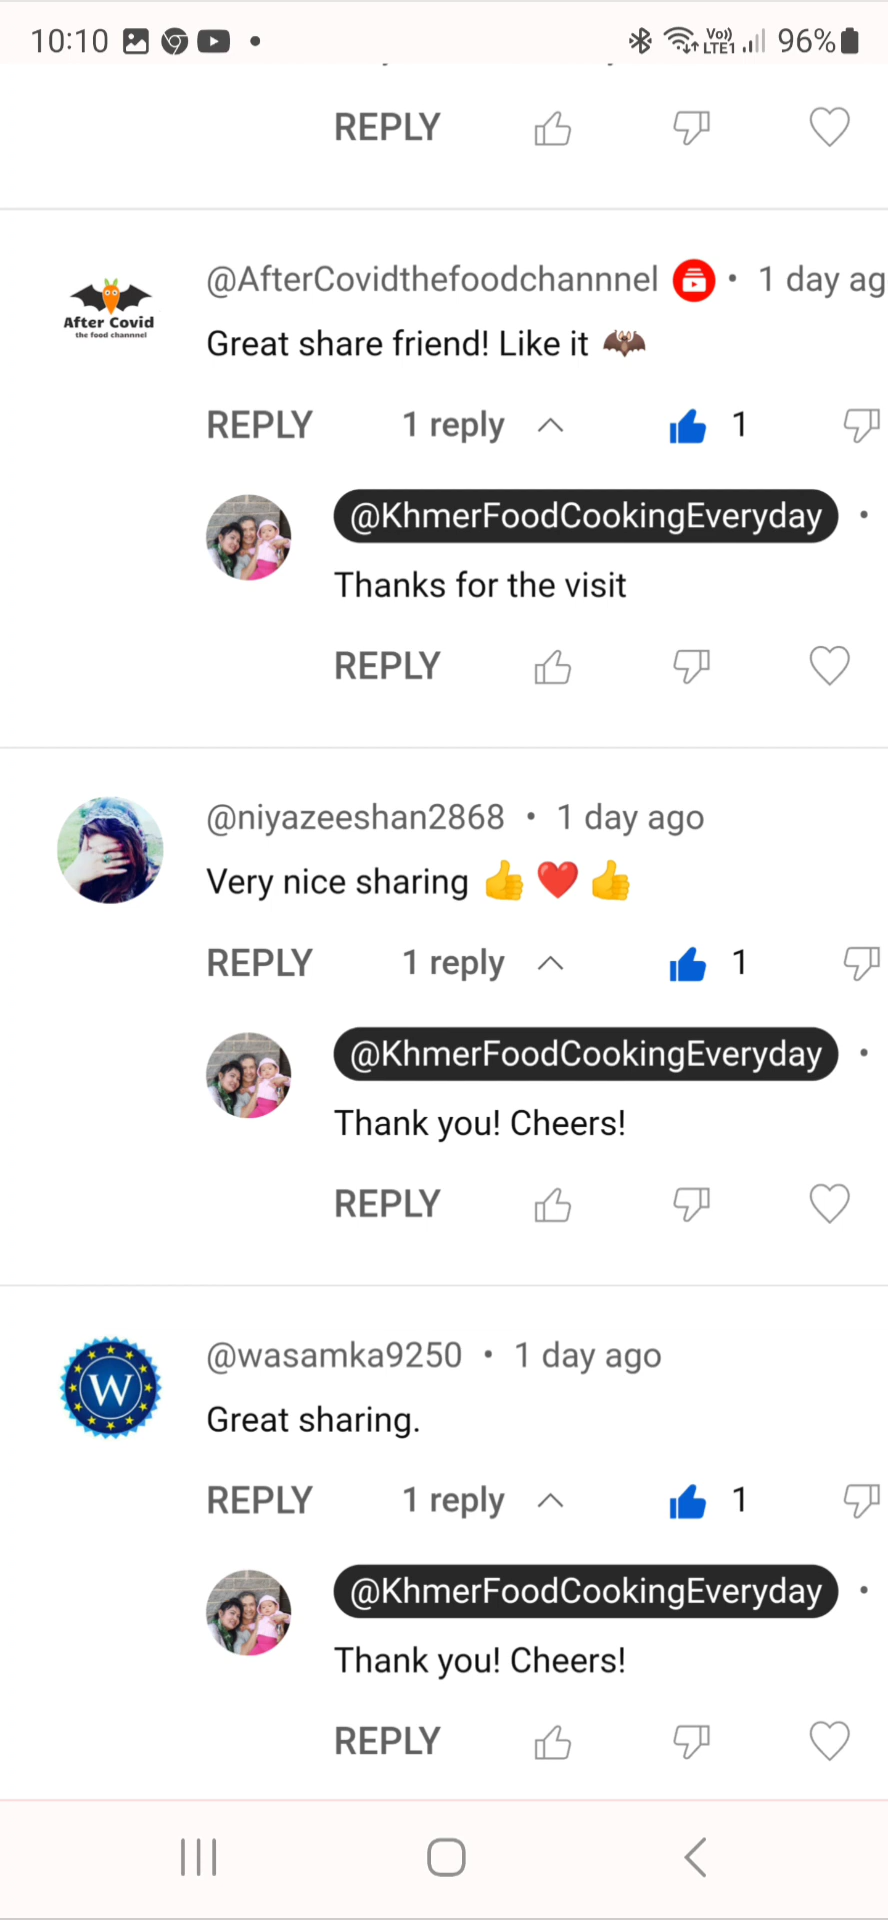 10:10 Vo)) LTE1 96%
REPLY
@AfterCovidthefoodchannnel • 1 day ag
After Covid
the food channnel
Great share friend! Like it 🦇
REPLY 1 reply 1
@KhmerFoodCookingEveryday •
Thanks for the visit
REPLY
@niyazeeshan2868 • 1 day ago
Very nice sharing 👍❤️👍
REPLY 1 reply 1
@KhmerFoodCookingEveryday •
Thank you! Cheers!
REPLY
@wasamka9250 • 1 day ago
W
Great sharing.
REPLY 1 reply 1
@KhmerFoodCookingEveryday •
Thank you! Cheers!
REPLY